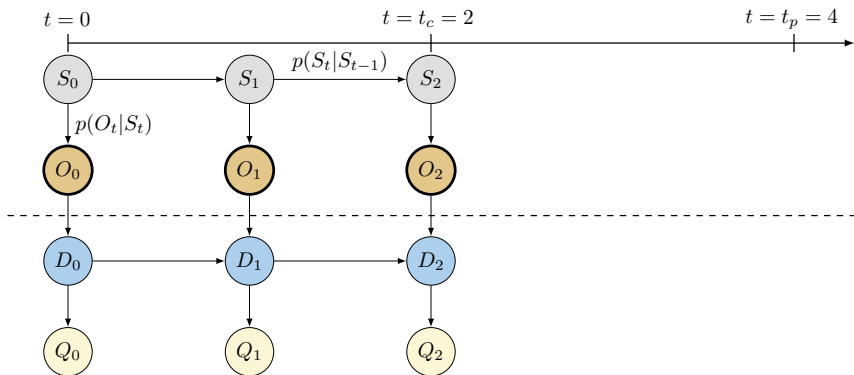 t = 0
t = t_c = 2
t = t_p = 4
S_0
S_1
p(S_t|S_{t−1})
S_2
p(O_t|S_t)
O_0
O_1
O_2
D_0
D_1
D_2
Q_0
Q_1
Q_2